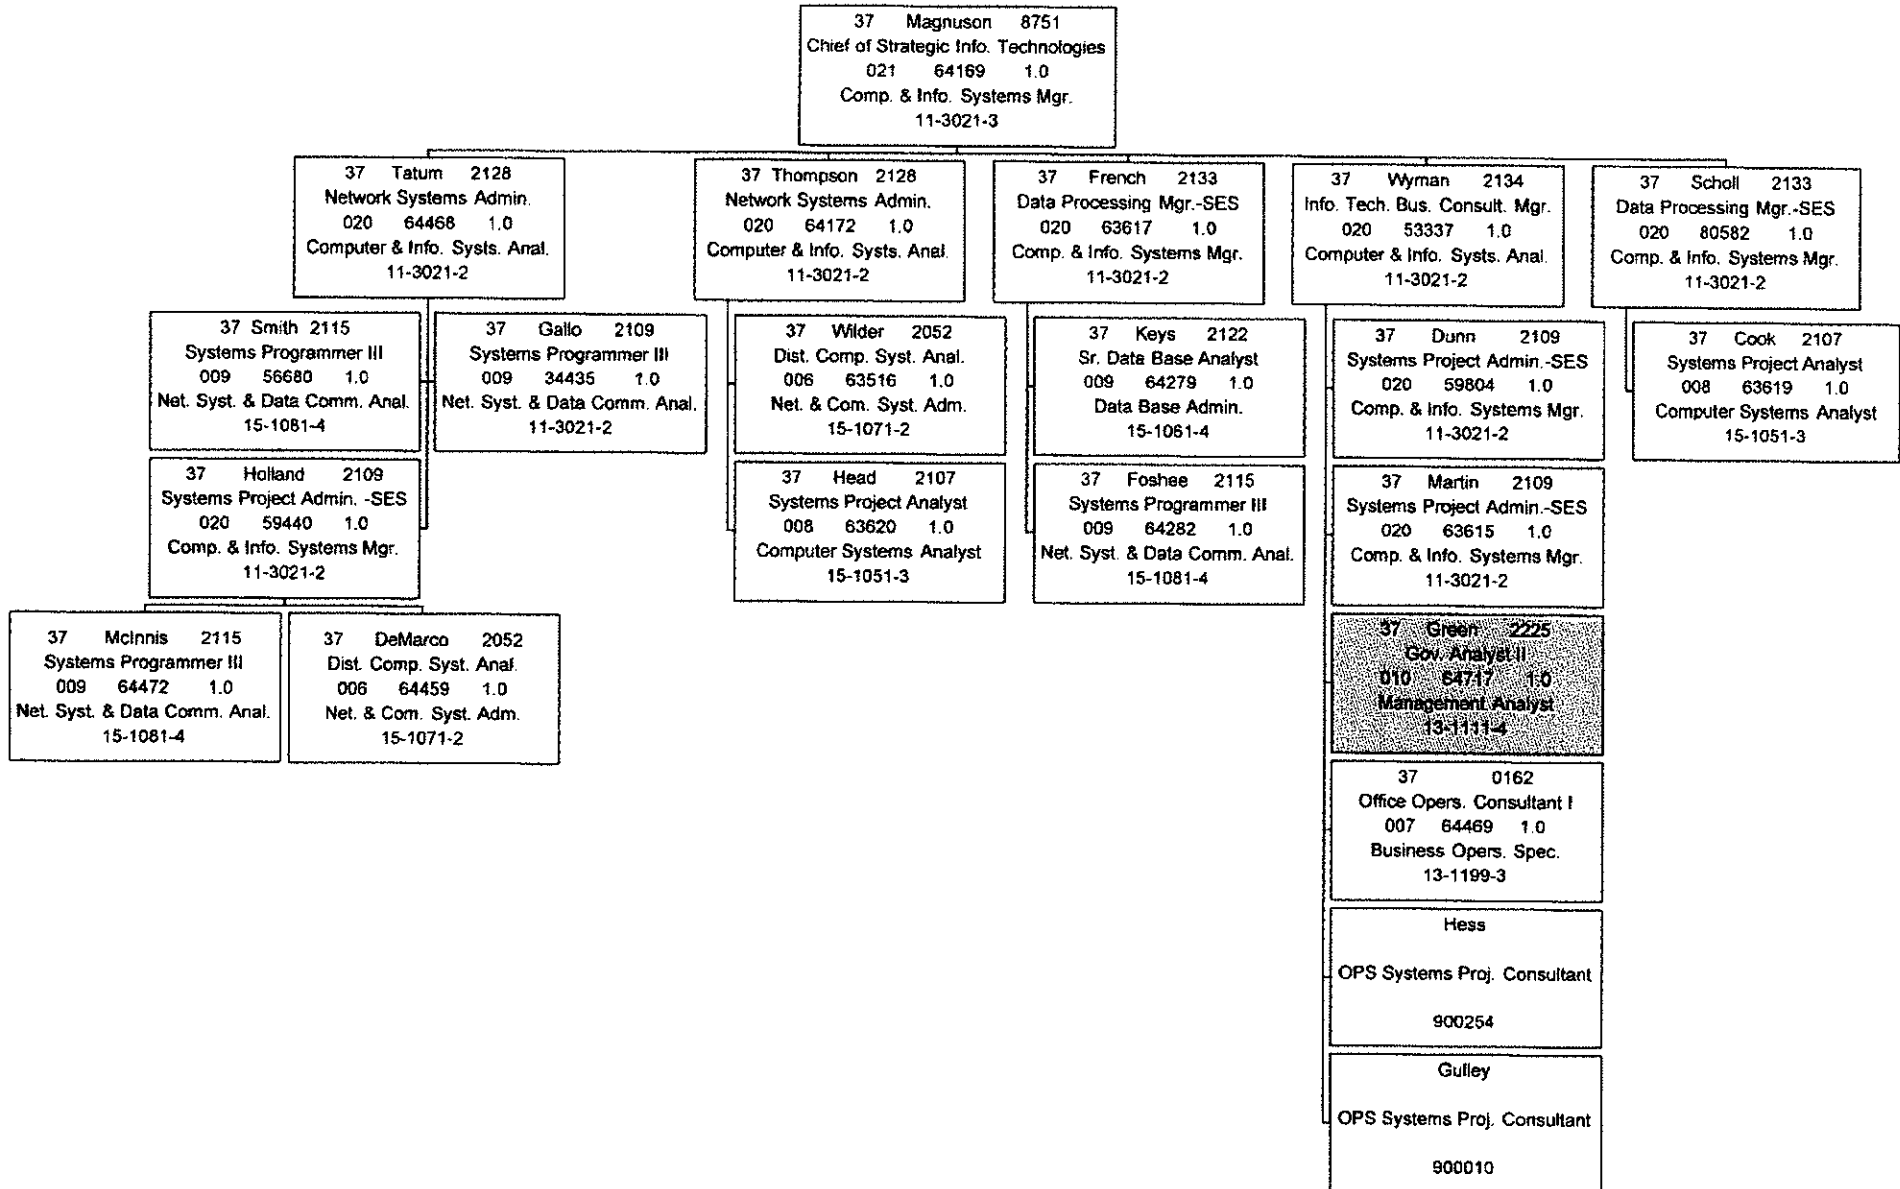 37 Magnuson 8751
Chief of Strategic Info. Technologies
021 64169 1.0
Comp. & Info. Systems Mgr.
11-3021-3
37 Tatum 2128
Network Systems Admin.
020 64468 1.0
Computer & Info. Systs. Anal.
11-3021-2
37 Thompson 2128
Network Systems Admin.
020 64172 1.0
Computer & Info. Systs. Anal.
11-3021-2
37 French 2133
Data Processing Mgr.-SES
020 63617 1.0
Comp. & Info. Systems Mgr.
11-3021-2
37 Wyman 2134
Info. Tech. Bus. Consult. Mgr.
020 53337 1.0
Computer & Info. Systs. Anal.
11-3021-2
37 Scholl 2133
Data Processing Mgr.-SES
020 80582 1.0
Comp. & Info. Systems Mgr.
11-3021-2
37 Smith 2115
Systems Programmer III
009 56680 1.0
Net. Syst. & Data Comm. Anal.
15-1081-4
37 Gallo 2109
Systems Programmer III
009 34435 1.0
Net. Syst. & Data Comm. Anal.
11-3021-2
37 Wilder 2052
Dist. Comp. Syst. Anal.
006 63516 1.0
Net. & Com. Syst. Adm.
15-1071-2
37 Keys 2122
Sr. Data Base Analyst
009 64279 1.0
Data Base Admin.
15-1061-4
37 Dunn 2109
Systems Project Admin.-SES
020 59804 1.0
Comp. & Info. Systems Mgr.
11-3021-2
37 Cook 2107
Systems Project Analyst
008 63619 1.0
Computer Systems Analyst
15-1051-3
37 Holland 2109
Systems Project Admin. -SES
020 59440 1.0
Comp. & Info. Systems Mgr.
11-3021-2
37 Head 2107
Systems Project Analyst
008 63620 1.0
Computer Systems Analyst
15-1051-3
37 Foshee 2115
Systems Programmer III
009 64282 1.0
Net. Syst. & Data Comm. Anal.
15-1081-4
37 Martin 2109
Systems Project Admin.-SES
020 63615 1.0
Comp. & Info. Systems Mgr.
11-3021-2
37 McInnis 2115
Systems Programmer III
009 64472 1.0
Net. Syst. & Data Comm. Anal.
15-1081-4
37 DeMarco 2052
Dist. Comp. Syst. Anal.
006 64459 1.0
Net. & Com. Syst. Adm.
15-1071-2
37 Green 2225
Gov. Analyst II
010 64717 1.0
Management Analyst
13-1111-4
37 0162
Office Opers. Consultant I
007 64469 1.0
Business Opers. Spec.
13-1199-3
Hess
OPS Systems Proj. Consultant
900254
Gulley
OPS Systems Proj. Consultant
900010